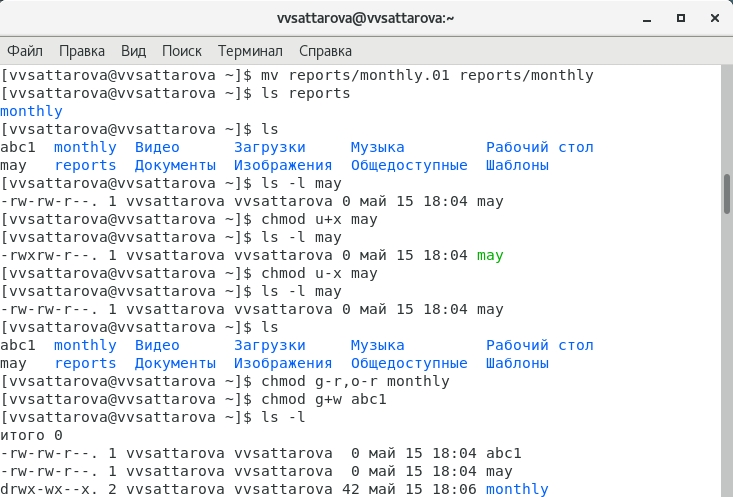 vvsattarova@vvsattarova:~
Файл Правка Вид Поиск Терминал Справка
[vvsattarova@vvsattarova ~]$ mv reports/monthly.01 reports/monthly
[vvsattarova@vvsattarova ~]$ ls reports
monthly
[vvsattarova@vvsattarova ~]$ ls
abc1  monthly  Видео      Загрузки     Музыка         Рабочий стол
may   reports  Документы  Изображения  Общедоступные  Шаблоны
[vvsattarova@vvsattarova ~]$ ls -l may
-rw-rw-r--. 1 vvsattarova vvsattarova 0 май 15 18:04 may
[vvsattarova@vvsattarova ~]$ chmod u+x may
[vvsattarova@vvsattarova ~]$ ls -l may
-rwxrw-r--. 1 vvsattarova vvsattarova 0 май 15 18:04 may
[vvsattarova@vvsattarova ~]$ chmod u-x may
[vvsattarova@vvsattarova ~]$ ls -l may
-rw-rw-r--. 1 vvsattarova vvsattarova 0 май 15 18:04 may
[vvsattarova@vvsattarova ~]$ ls
abc1  monthly  Видео      Загрузки     Музыка         Рабочий стол
may   reports  Документы  Изображения  Общедоступные  Шаблоны
[vvsattarova@vvsattarova ~]$ chmod g-r,o-r monthly
[vvsattarova@vvsattarova ~]$ chmod g+w abc1
[vvsattarova@vvsattarova ~]$ ls -l
итого 0
-rw-rw-r--. 1 vvsattarova vvsattarova  0 май 15 18:04 abc1
-rw-rw-r--. 1 vvsattarova vvsattarova  0 май 15 18:04 may
drwx-wx--x. 2 vvsattarova vvsattarova 42 май 15 18:06 monthly